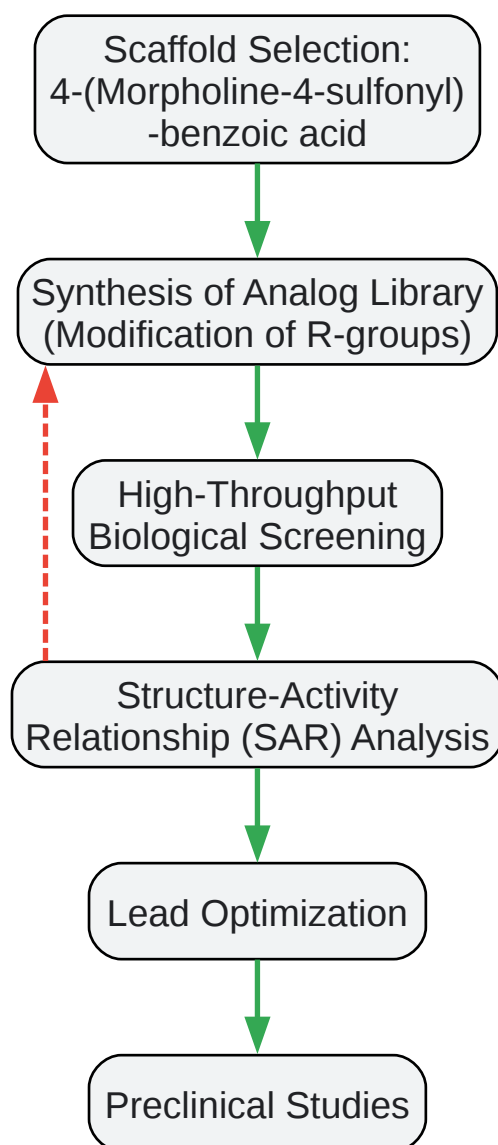 Scaffold Selection:
4-(Morpholine-4-sulfonyl)
-benzoic acid
Synthesis of Analog Library
(Modification of R-groups)
High-Throughput
Biological Screening
Structure-Activity
Relationship (SAR) Analysis
Lead Optimization
Preclinical Studies